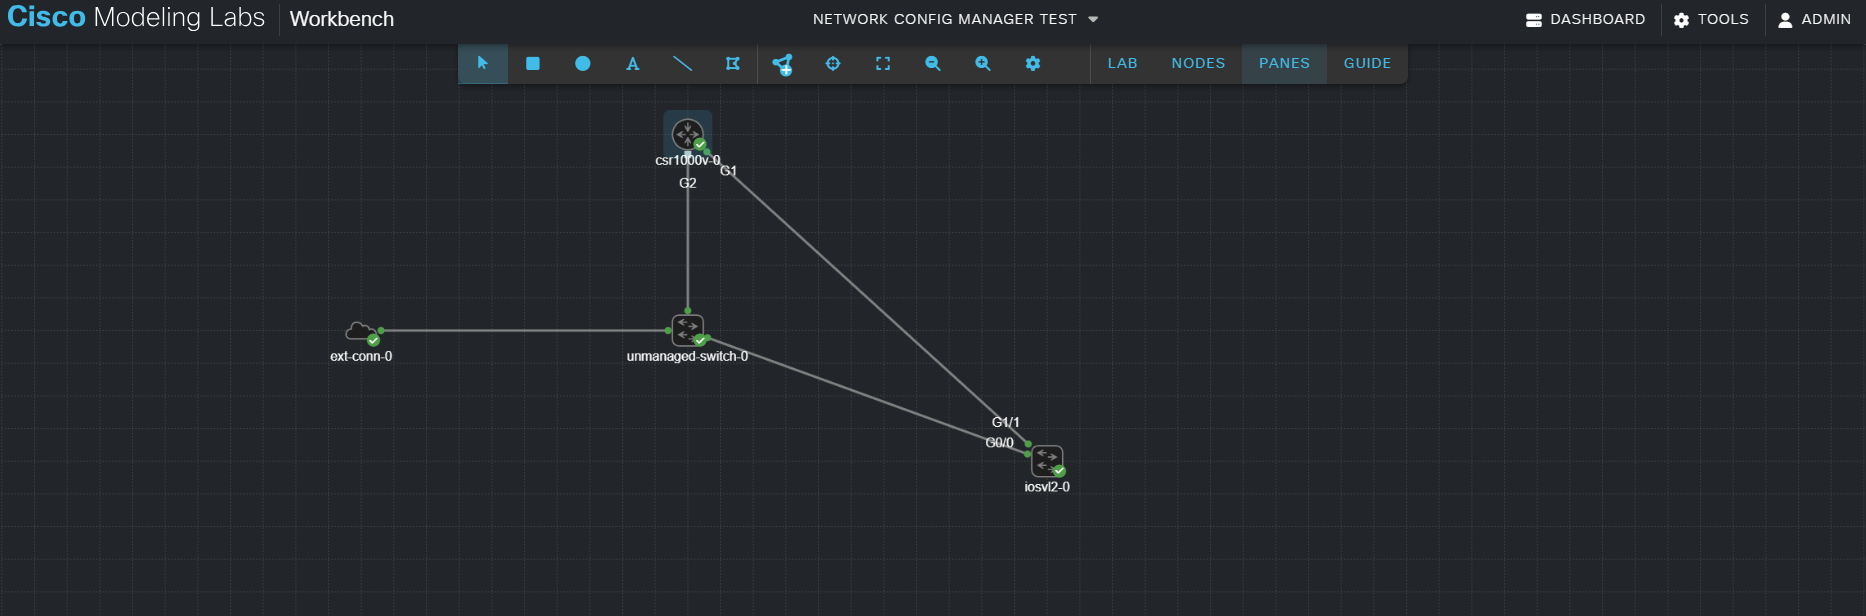 Cisco Modeling Labs Workbench NETWORK CONFIG MANAGER TEST DASHBOARD TOOLS ADMIN
A LAB NODES PANES GUIDE
csr1000v-0
G1
G2
ext-conn-0
unmanaged-switch-0
G1/1
G0/0
iosvl2-0